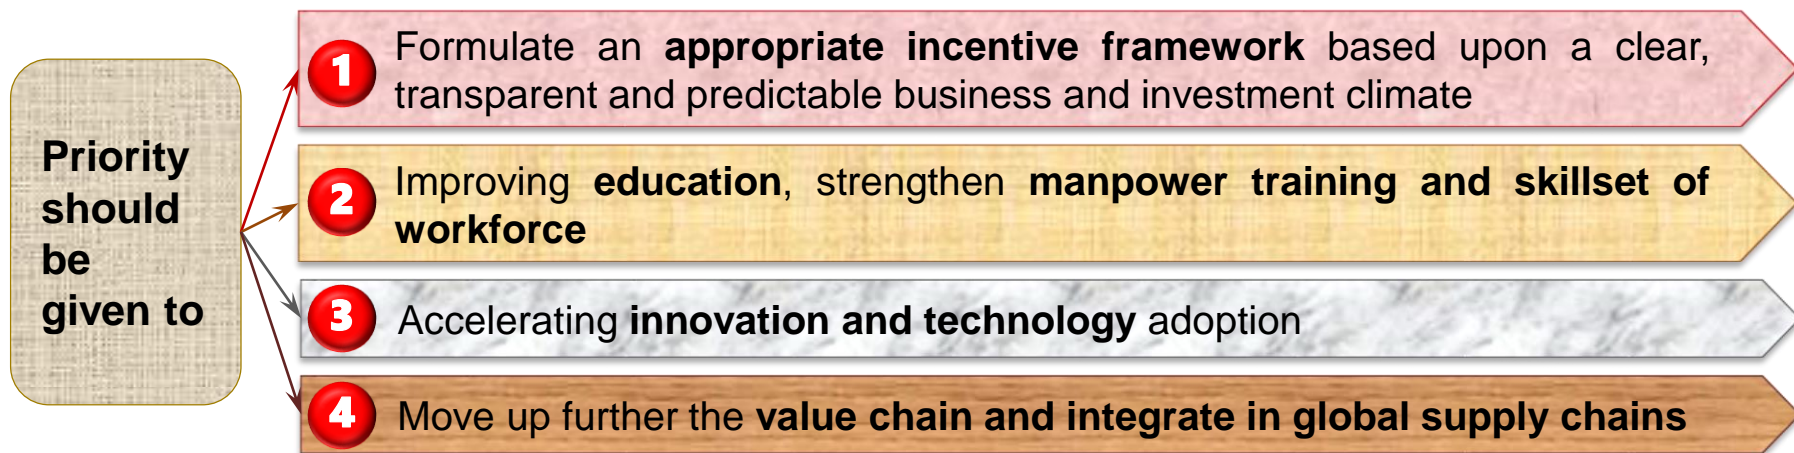 Priority
should
be
given to
1
Formulate an appropriate incentive framework based upon a clear,
transparent and predictable business and investment climate
2
Improving education, strengthen manpower training and skillset of
workforce
3
Accelerating innovation and technology adoption
4
Move up further the value chain and integrate in global supply chains